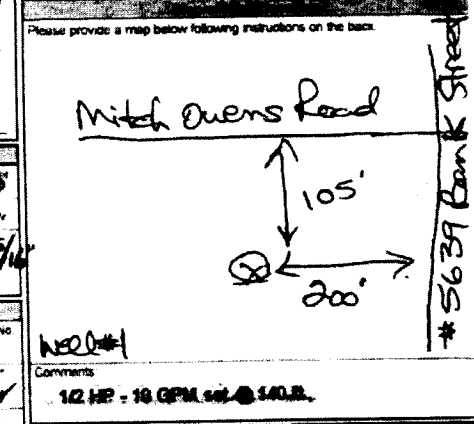 Please provide a map below following instructions on the back.
Mitch Owens Road
#5639 Bank Street
105'
200'
Well #1
Comments
1/2 HP - 10 GPM set @ 140 ft.